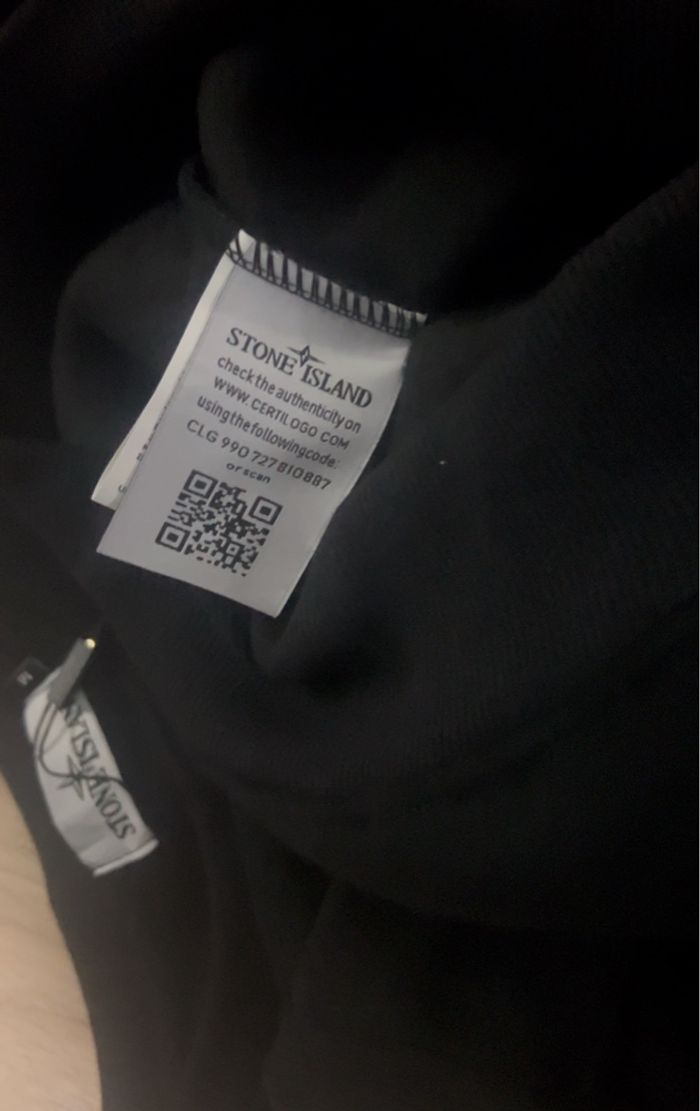 STONE ISLAND
check the authenticity on
WWW. CERTILOGO COM
using the following code:
CLG 990 727 810 887
or scan
STONE ISLAND